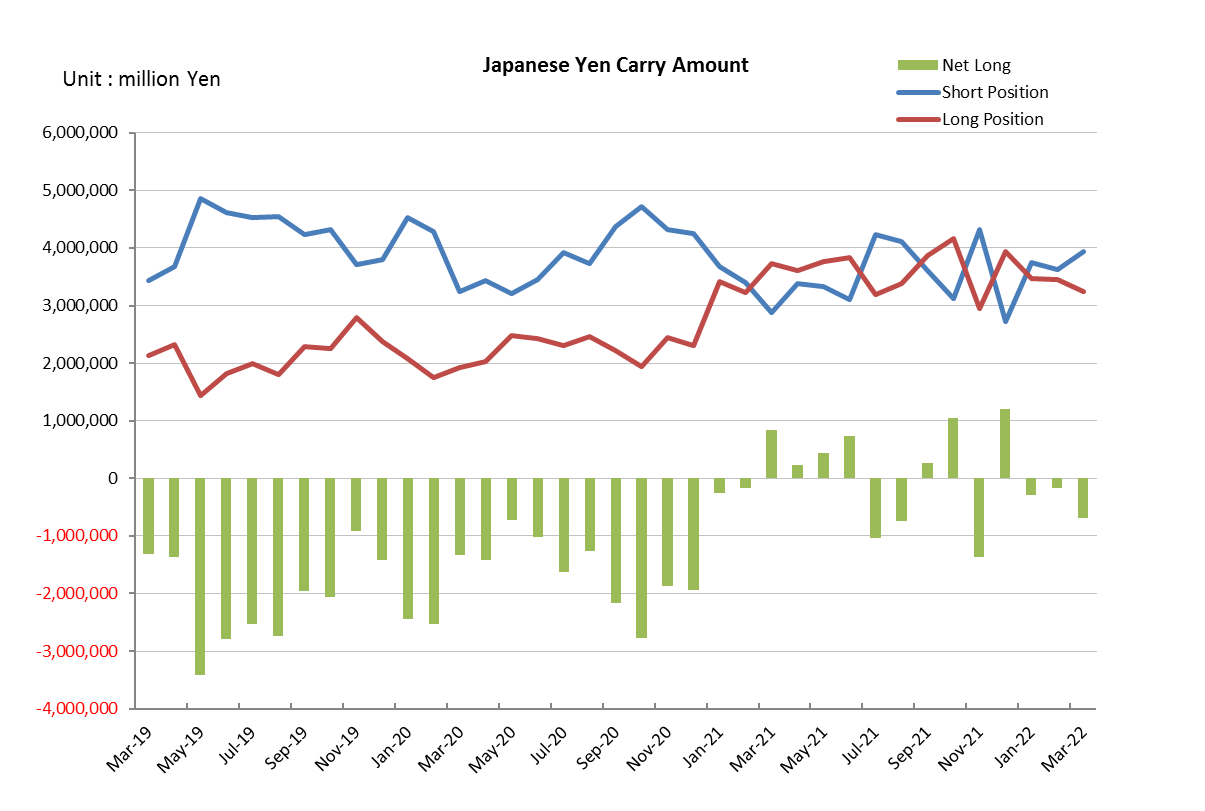 Japanese Yen Carry Amount
Unit : million Yen
Net Long
Short Position
Long Position
6,000,000
5,000,000
4,000,000
3,000,000
2,000,000
1,000,000
0
-1,000,000
-2,000,000
-3,000,000
-4,000,000
Mar-19
May-19
Jul-19
Sep-19
Nov-19
Jan-20
Mar-20
May-20
Jul-20
Sep-20
Nov-20
Jan-21
Mar-21
May-21
Jul-21
Sep-21
Nov-21
Jan-22
Mar-22